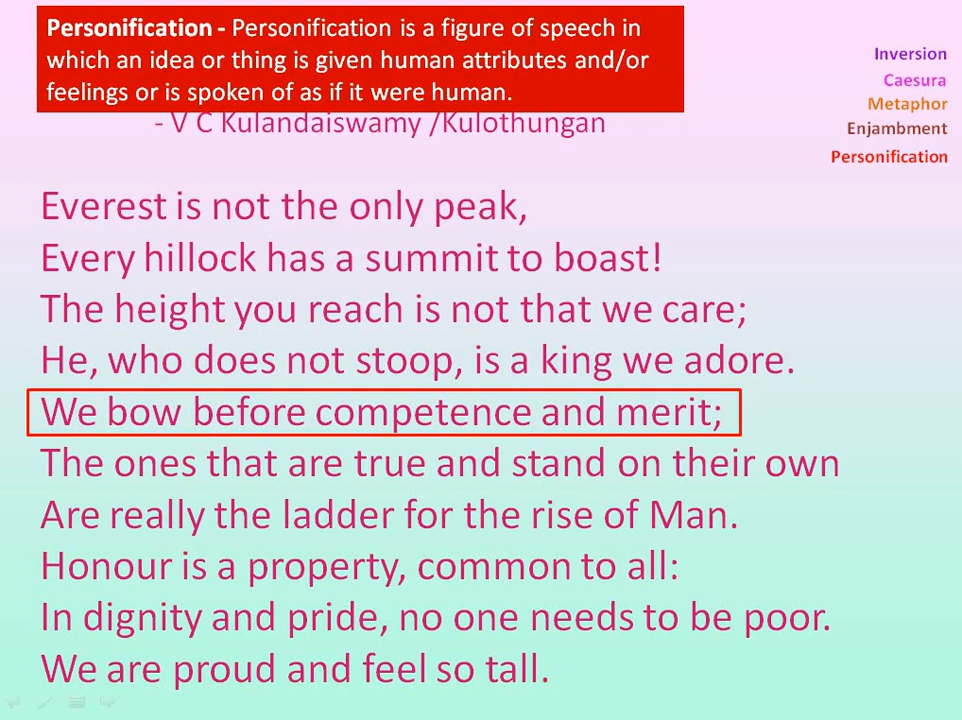 Personification - Personification is a figure of speech in
which an idea or thing is given human attributes and/or
feelings or is spoken of as if it were human.
- V C Kulandaiswamy /Kulothungan
Inversion
Caesura
Metaphor
Enjambment
Personification
Everest is not the only peak,
Every hillock has a summit to boast!
The height you reach is not that we care;
He, who does not stoop, is a king we adore.
We bow before competence and merit;
The ones that are true and stand on their own
Are really the ladder for the rise of Man.
Honour is a property, common to all:
In dignity and pride, no one needs to be poor.
We are proud and feel so tall.